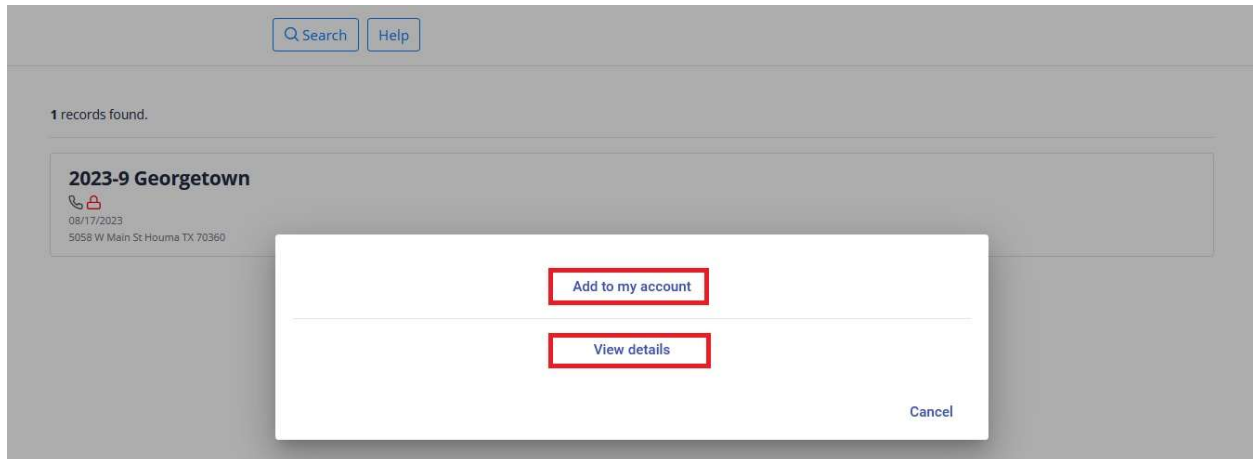 Search Help
1 records found.
2023-9 Georgetown
08/17/2023
5058 W Main St Houma TX 70360
Add to my account
View details
Cancel